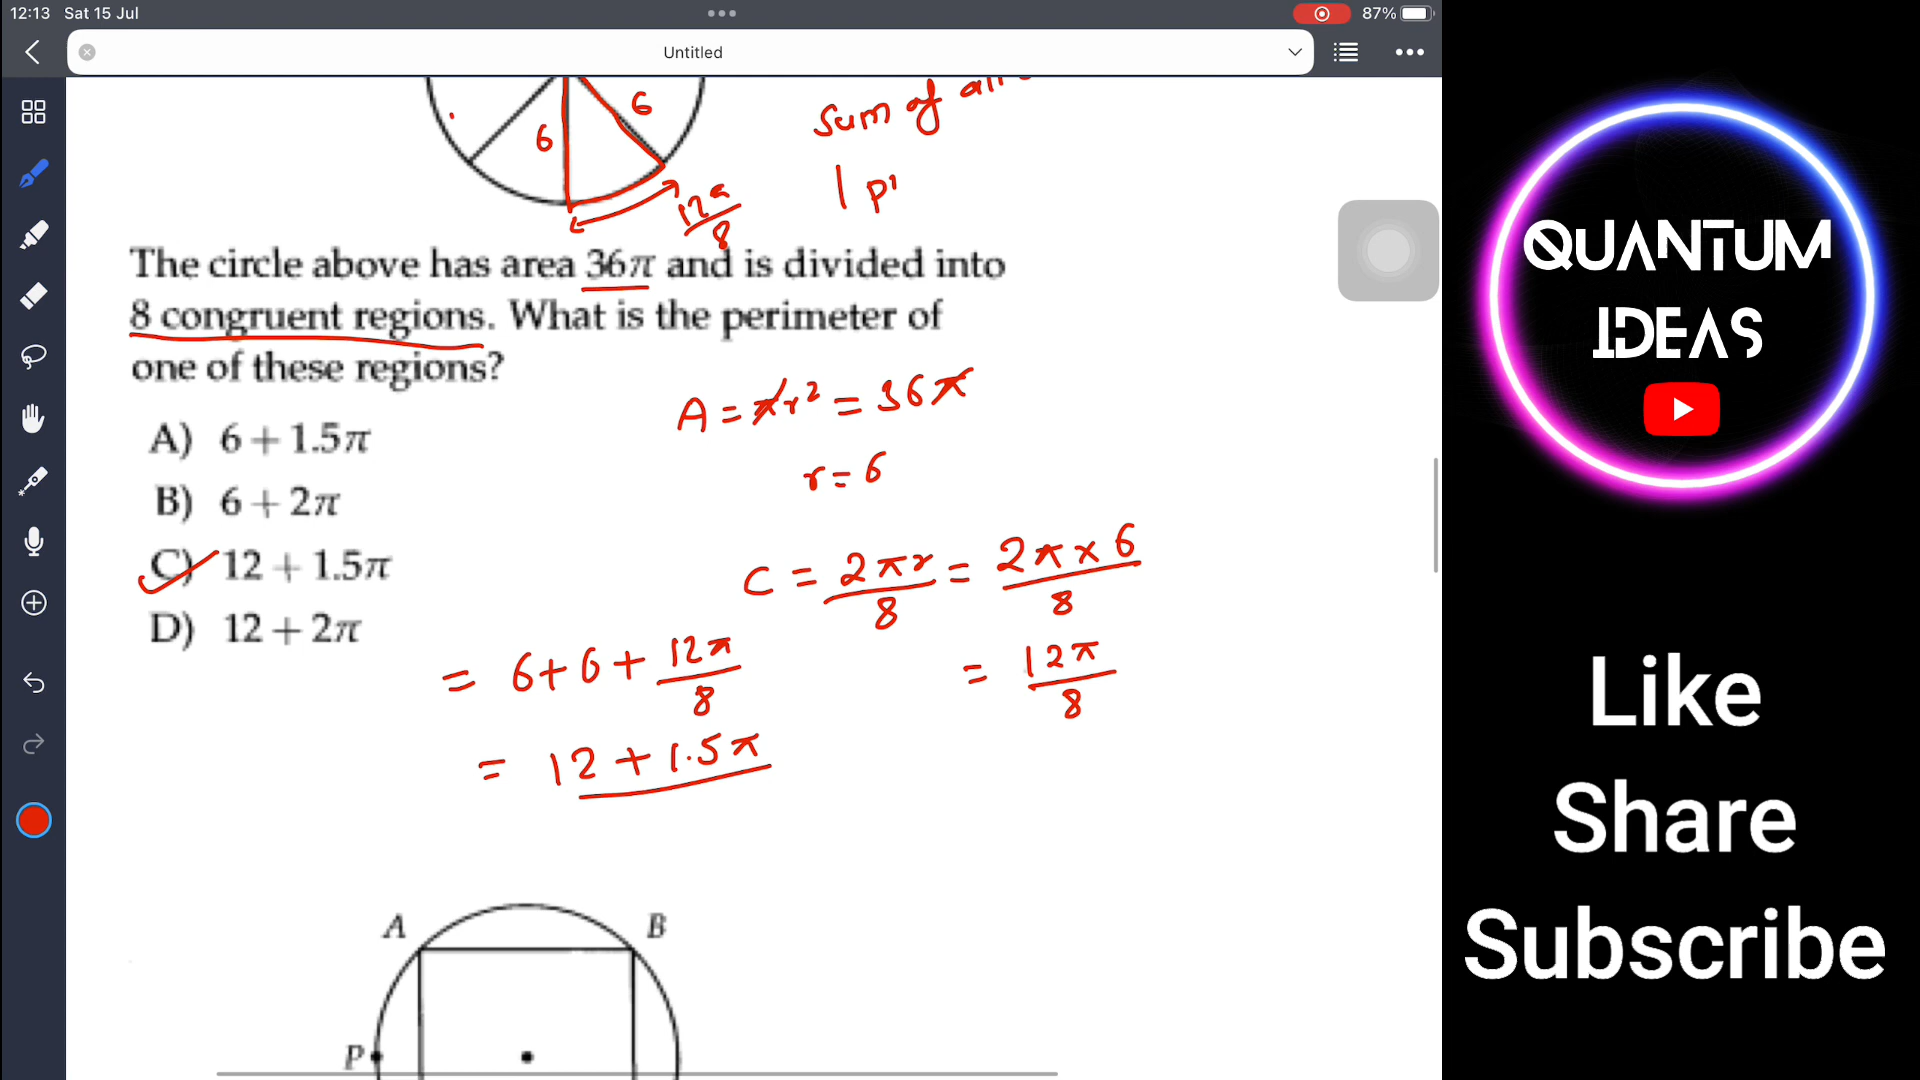 12:13 Sat 15 Jul
87%
Untitled
6
6
12π
8
Sum of all
1 p
The circle above has area 36π and is divided into
8 congruent regions. What is the perimeter of
one of these regions?
A) 6 + 1.5π
B) 6 + 2π
C) 12 + 1.5π
D) 12 + 2π
A = πr² = 36π
r = 6
C = 2πr/8 = 2π × 6/8
= 12π/8
= 6 + 6 + 12π/8
= 12 + 1.5π
A B
P
QUANTUM
IDEAS
Like
Share
Subscribe